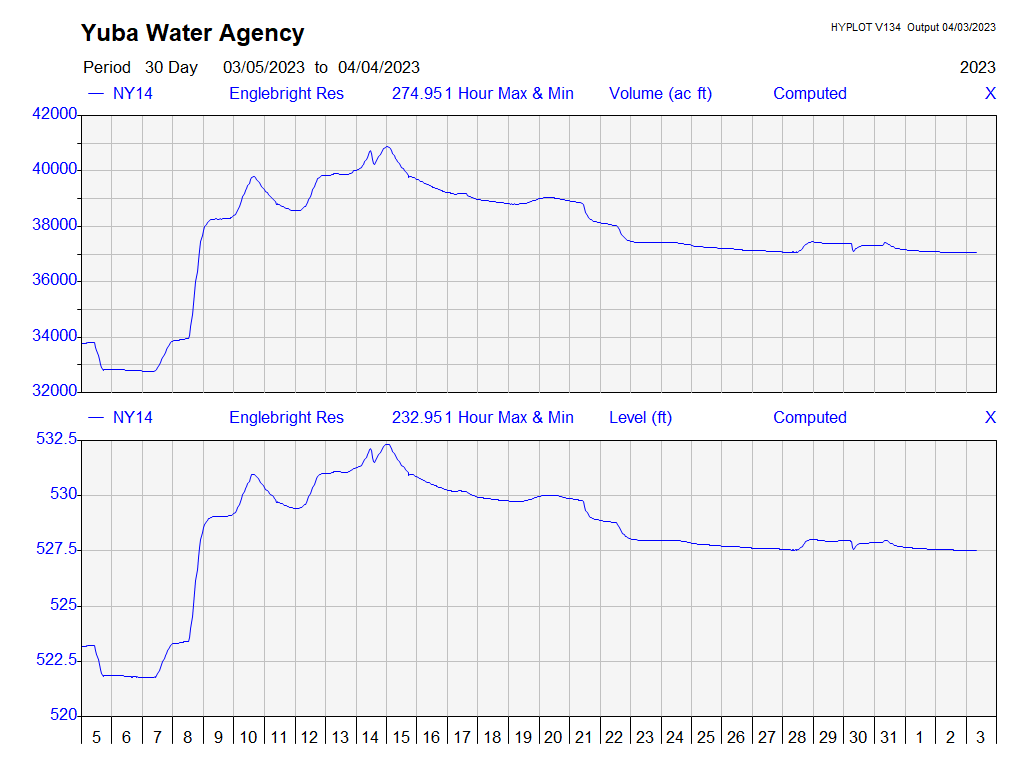 Yuba Water Agency
HYPLOT V134 Output 04/03/2023
Period 30 Day 03/05/2023 to 04/04/2023 2023
NY14 Englebright Res 274.951 Hour Max & Min Volume (ac ft) Computed X
42000
40000
38000
36000
34000
32000
NY14 Englebright Res 232.951 Hour Max & Min Level (ft) Computed X
532.5
530
527.5
525
522.5
520
5 6 7 8 9 10 11 12 13 14 15 16 17 18 19 20 21 22 23 24 25 26 27 28 29 30 31 1 2 3